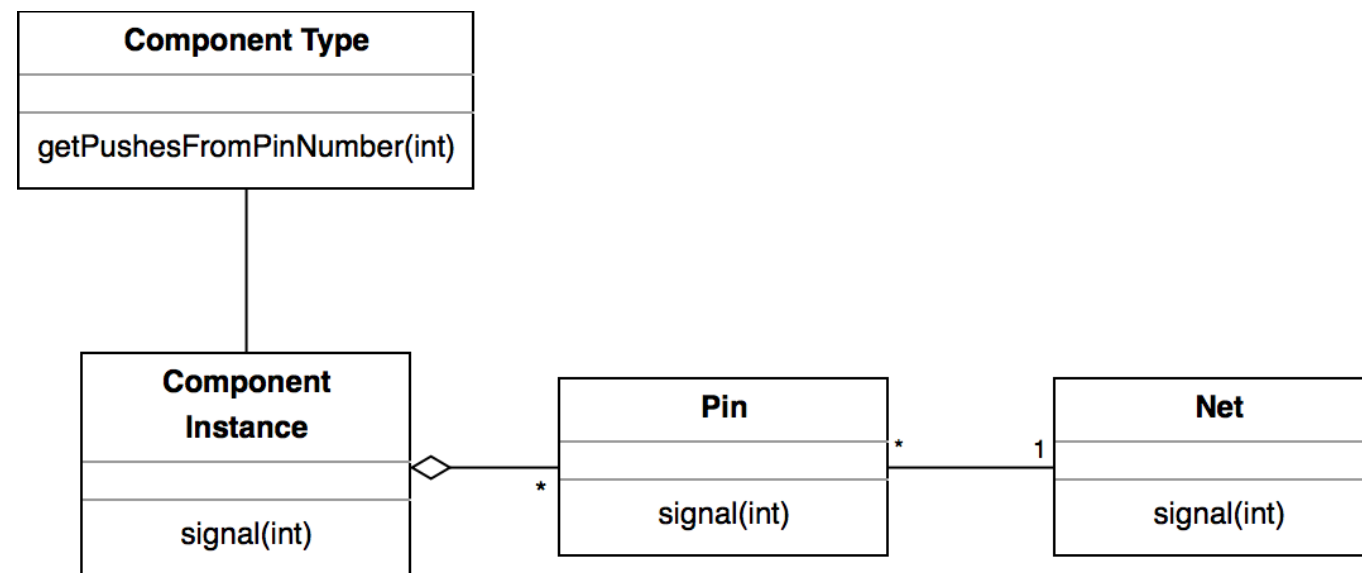 Component Type
getPushesFromPinNumber(int)
Component
Instance
signal(int)
*
Pin
signal(int)
*
1
Net
signal(int)